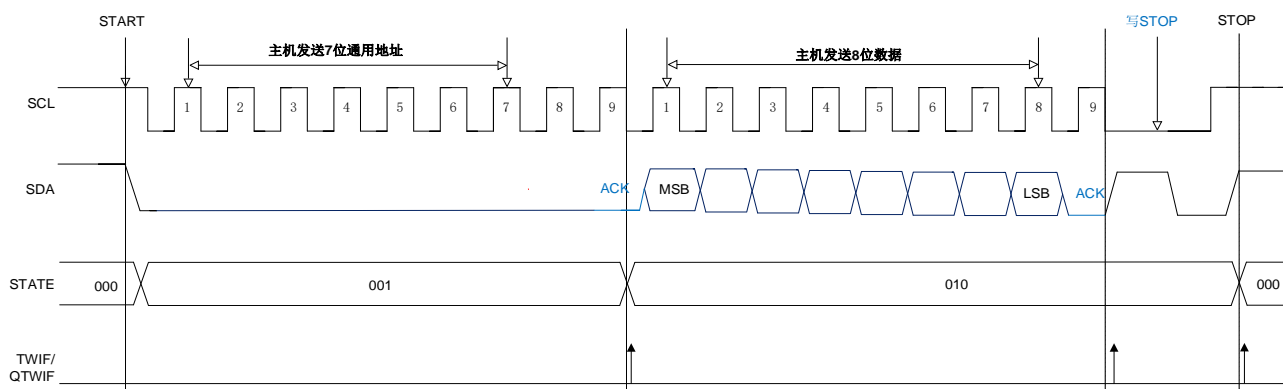 START
写STOP
STOP
主机发送7位通用地址
主机发送8位数据
SCL
1 2 3 4 5 6 7 8 9 1 2 3 4 5 6 7 8 9
SDA
ACK MSB LSB ACK
STATE
000 001 010 000
TWIF/
QTWIF